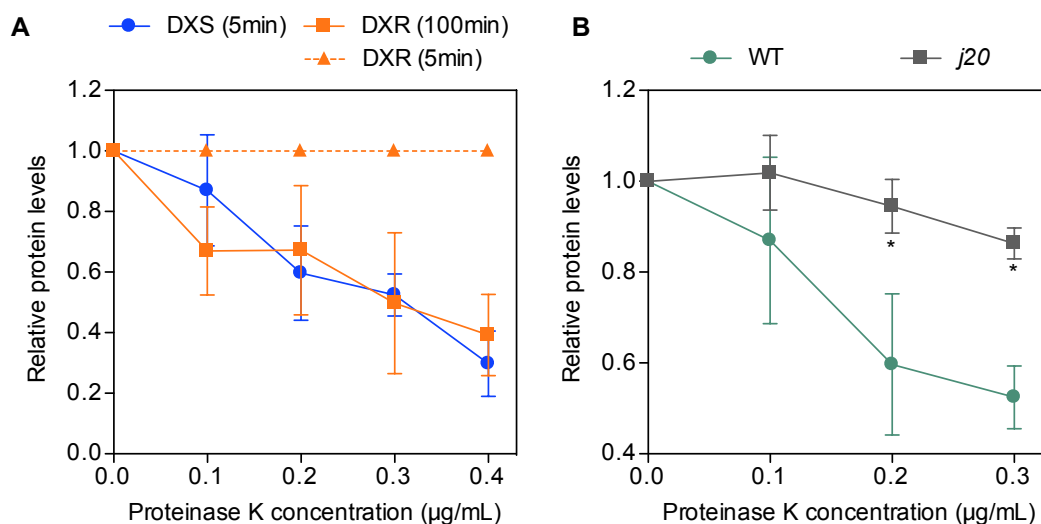 A
DXS (5min)
DXR (100min)
DXR (5min)
Relative protein levels
1.2
1.0
0.8
0.6
0.4
0.2
0.0
0.0 0.1 0.2 0.3 0.4
Proteinase K concentration (µg/mL)
B
WT
j20
Relative protein levels
1.2
1.0
0.8
0.6
0.4
*
*
0.0 0.1 0.2 0.3
Proteinase K concentration (µg/mL)